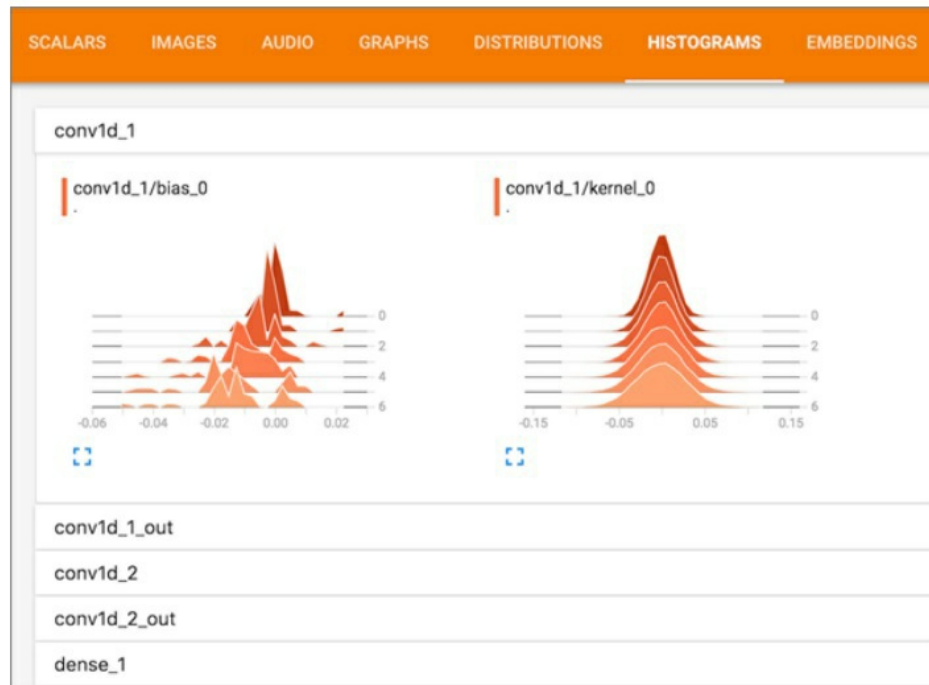 SCALARS IMAGES AUDIO GRAPHS DISTRIBUTIONS HISTOGRAMS EMBEDDINGS
conv1d_1
conv1d_1/bias_0
.
conv1d_1/kernel_0
.
0
2
4
6
-0.06 -0.04 -0.02 0.00 0.02
0
2
4
6
-0.15 -0.05 0.05 0.15
conv1d_1_out
conv1d_2
conv1d_2_out
dense_1